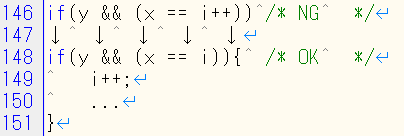 146 if(y && (x == i++))^/* NG^  */↵
147 ↓^ ↓^ ↓^ ↓^ ↓↵
148 if(y && (x == i)){^ /* OK^  */↵
149 ^   i++;↵
150 ^   ...↵
151 }↵